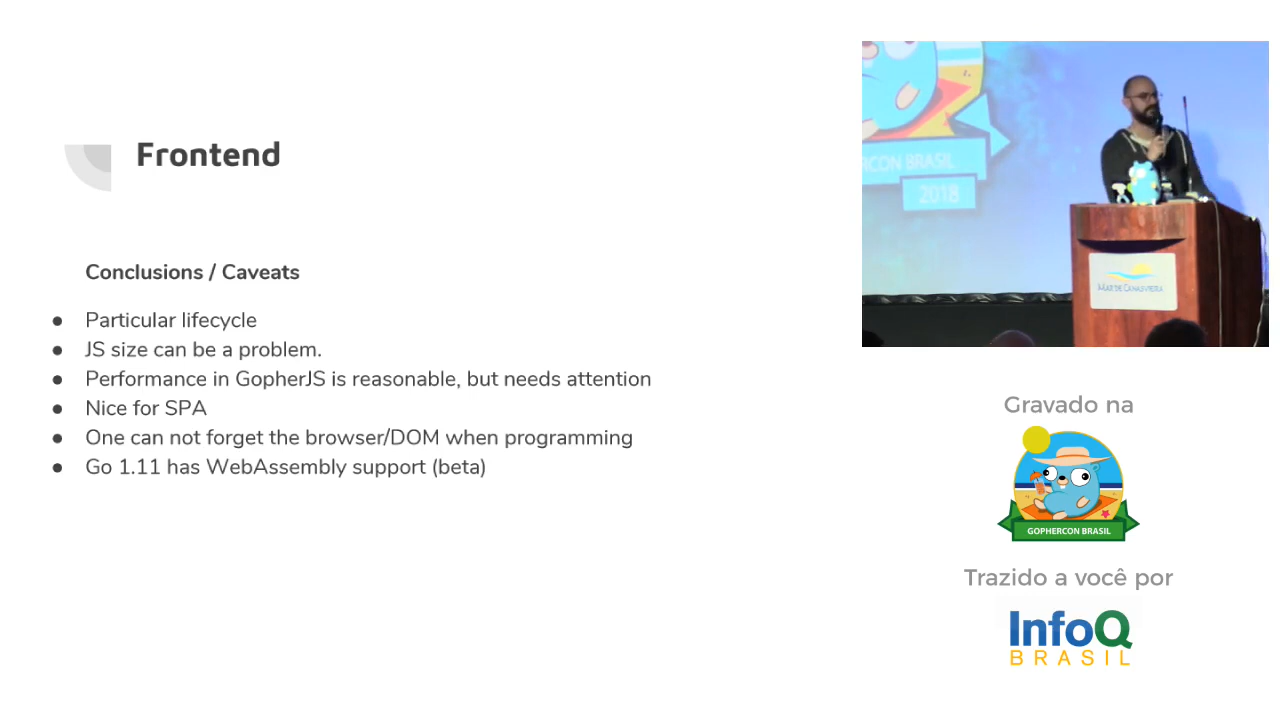 Frontend
Conclusions / Caveats
● Particular lifecycle
● JS size can be a problem.
● Performance in GopherJS is reasonable, but needs attention
● Nice for SPA
● One can not forget the browser/DOM when programming
● Go 1.11 has WebAssembly support (beta)
RCON BRASIL
2018
Gravado na
GOPHERCON BRASIL
Trazido a você por
InfoQ
BRASIL